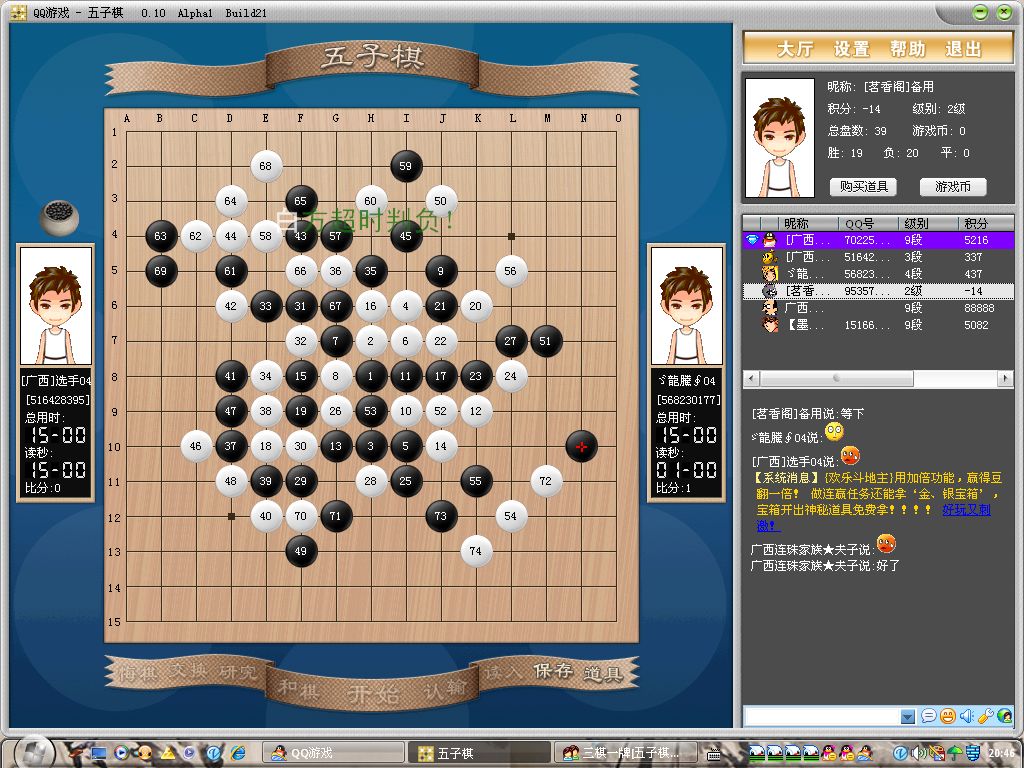 QQ游戏 - 五子棋 0.10 Alpha1 Build21
五子棋
A B C D E F G H I J K L M N O
1
2 68 59
3 64 65 60 50
白方超时判负!
4 63 62 44 58 43 57 45
5 69 61 66 36 35 9 56
6 42 33 31 67 16 4 21 20
7 32 7 2 6 22 27 51
8 41 34 15 8 1 11 17 23 24
9 47 38 19 26 53 10 52 12
10 46 37 18 30 13 3 5 14
11 48 39 29 28 25 55 72
12 40 70 71 73 54
13 49 74
14
15
[广西]选手04
[516428395]
总用时:
15-00
读秒:
15-00
比分:0
ゞ龍騰∮04
[568230177]
总用时:
15-00
读秒:
01-00
比分:1
悔棋 交换 研究 和棋 开始 认输 读入 保存 道具
大厅 设置 帮助 退出
昵称: [茗香阁]备用
积分: -14 级别: 2级
总盘数: 39 游戏币: 0
胜: 19 负: 20 平: 0
购买道具 游戏币
昵称 QQ号 级别 积分
[广西... 70225... 9段 5216
[广西... 51642... 3段 337
ゞ龍... 56823... 4段 437
[茗香... 95357... 2级 -14
广西... 9段 88888
【墨... 15166... 9段 5082
[茗香阁]备用说:等下
ゞ龍騰∮04说:
[广西]选手04说:
【系统消息】{欢乐斗地主}用加倍功能，赢得豆
翻一倍! 做连赢任务还能拿‘金、银宝箱’，
宝箱开出神秘道具免费拿!!!! 好玩又刺
激!
广西连珠家族★夫子说:
广西连珠家族★夫子说:好了
QQ游戏
五子棋
三棋一牌[五子棋...
20:46